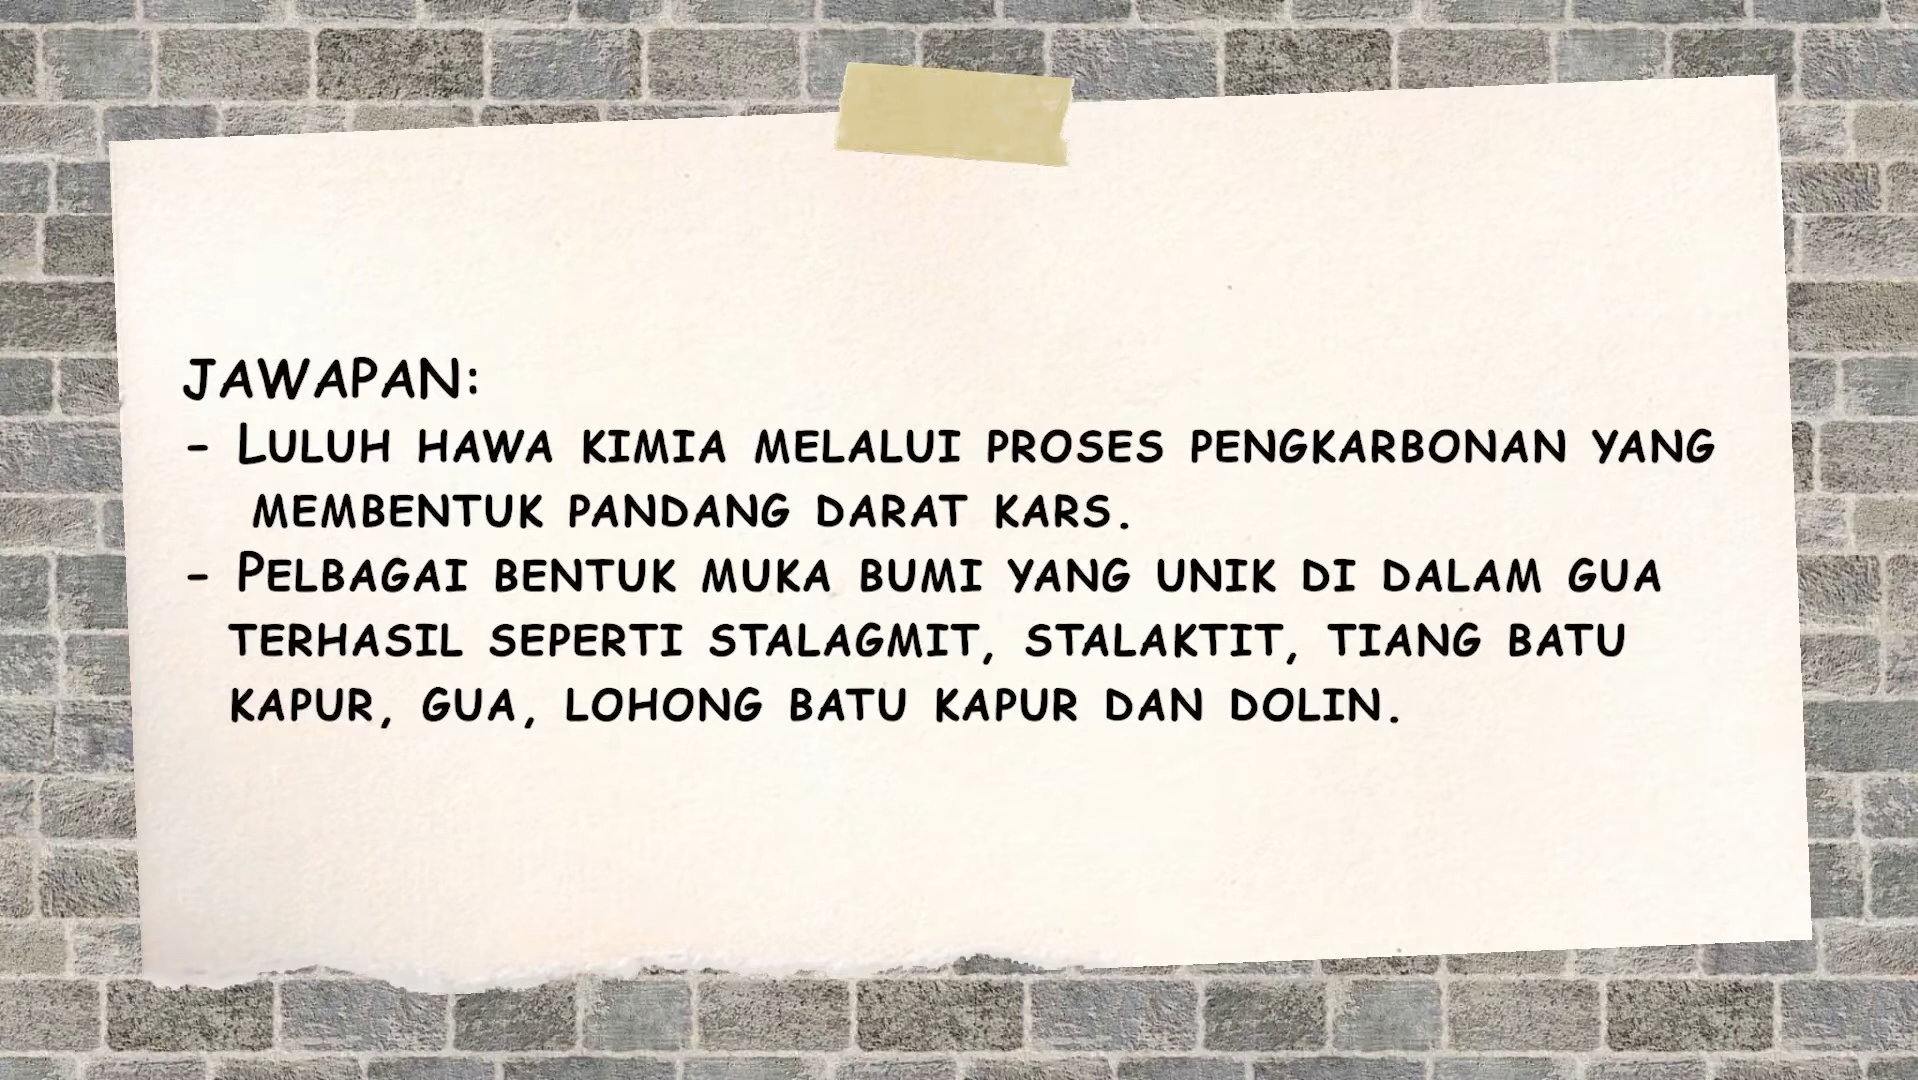 JAWAPAN:
- LULUH HAWA KIMIA MELALUI PROSES PENGKARBONAN YANG
MEMBENTUK PANDANG DARAT KARS.
- PELBAGAI BENTUK MUKA BUMI YANG UNIK DI DALAM GUA
TERHASIL SEPERTI STALAGMIT, STALAKTIT, TIANG BATU
KAPUR, GUA, LOHONG BATU KAPUR DAN DOLIN.